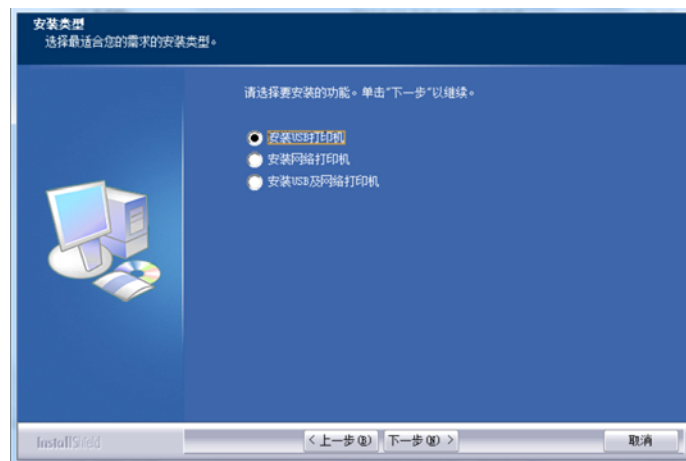 安装类型
选择最适合您的需求的安装类型。
请选择要安装的功能。单击“下一步”以继续。
安装USB打印机
安装网络打印机
安装USB及网络打印机
InstallShield
< 上一步(B) 下一步(N) > 取消